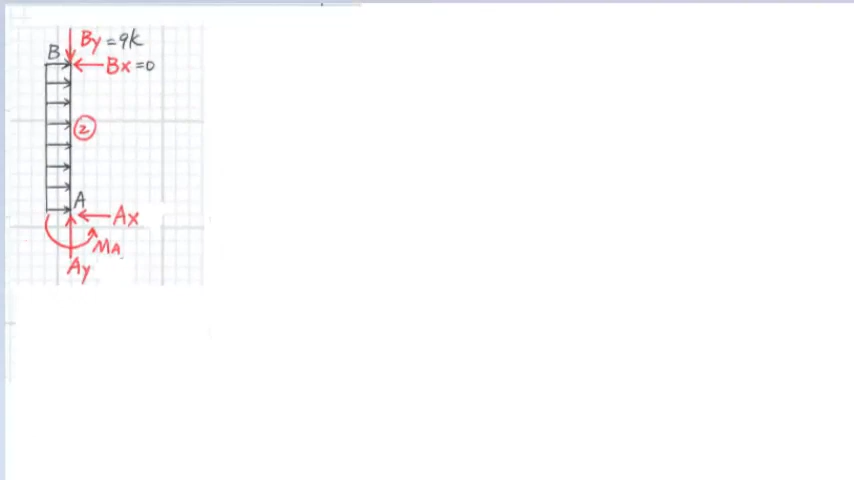 By = 9k
B
Bx = 0
2
A
Ax
MA
Ay